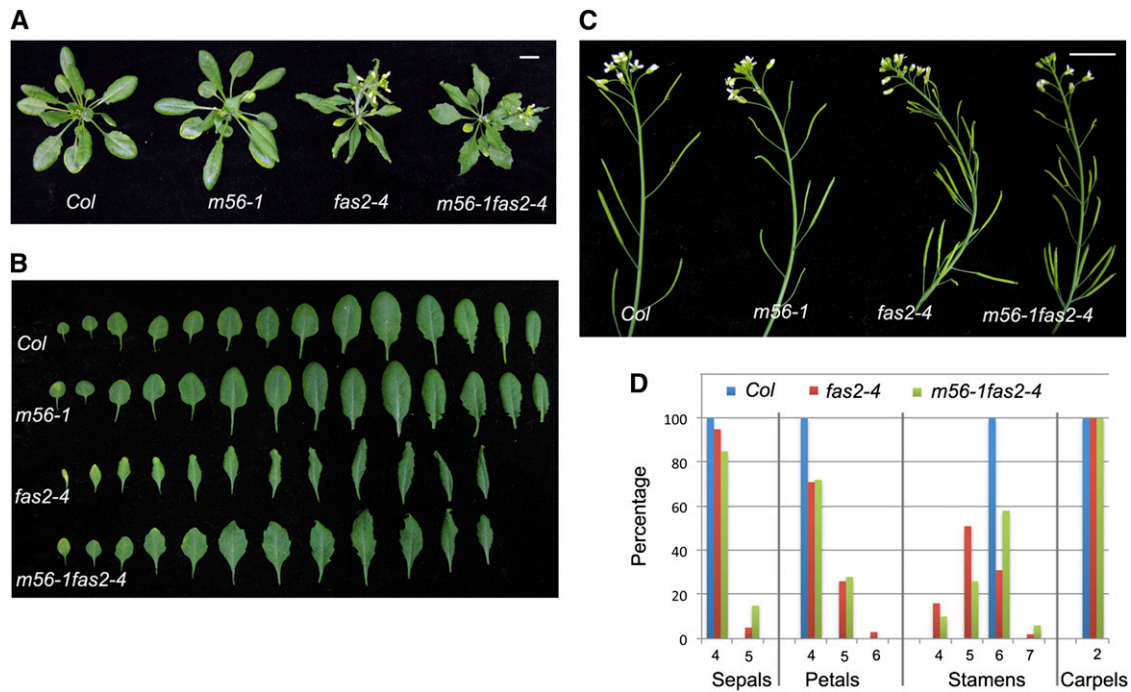 A
Col
m56-1
fas2-4
m56-1fas2-4
B
Col
m56-1
fas2-4
m56-1fas2-4
C
Col
m56-1
fas2-4
m56-1fas2-4
D
Col fas2-4 m56-1fas2-4
Percentage
100
80
60
40
20
0
4 5 4 5 6 4 5 6 7 2
Sepals Petals Stamens Carpels